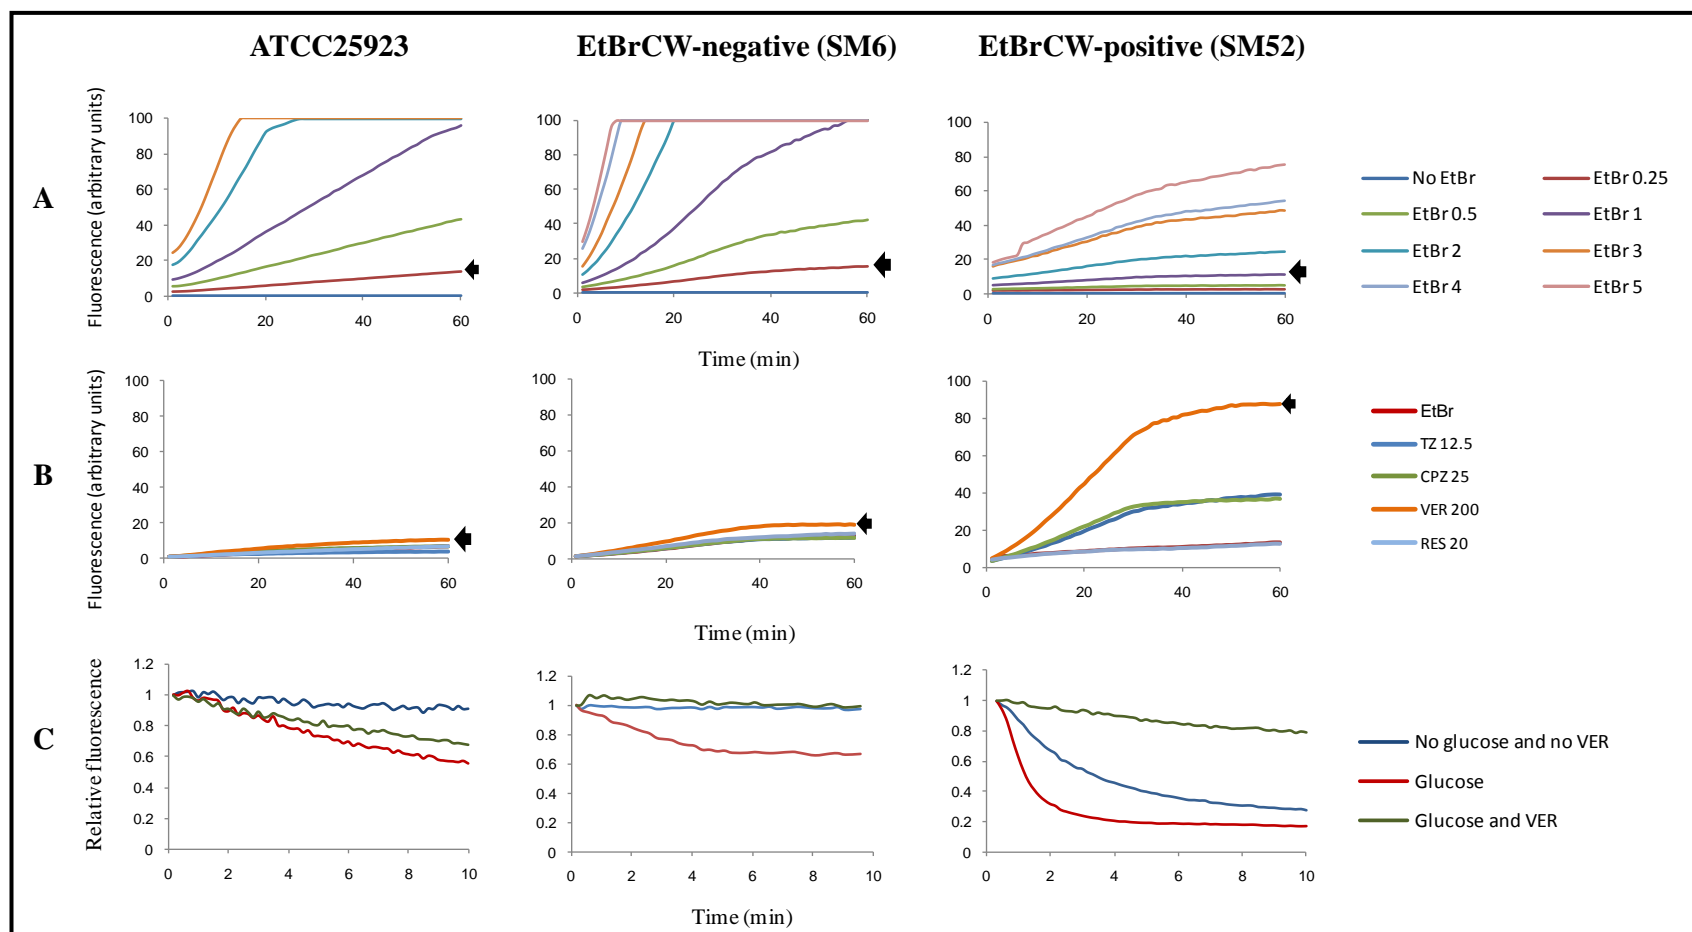 ATCC25923
EtBrCW-negative (SM6)
EtBrCW-positive (SM52)
A
Fluorescence (arbitrary units)
100
80
60
40
20
0
0 20 40 60
100
80
60
40
20
0
0 20 40 60
100
80
60
40
20
0
0 20 40 60
No EtBr
EtBr 0.25
EtBr 0.5
EtBr 1
EtBr 2
EtBr 3
EtBr 4
EtBr 5
Time (min)
B
Fluorescence (arbitrary units)
100
80
60
40
20
0
0 20 40 60
100
80
60
40
20
0
0 20 40 60
100
80
60
40
20
0
0 20 40 60
EtBr
TZ 12.5
CPZ 25
VER 200
RES 20
Time (min)
C
Relative fluorescence
1.2
1
0.8
0.6
0.4
0.2
0
0 2 4 6 8 10
1.2
1
0.8
0.6
0.4
0.2
0
0 2 4 6 8 10
1.2
1
0.8
0.6
0.4
0.2
0
0 2 4 6 8 10
No glucose and no VER
Glucose
Glucose and VER
Time (min)